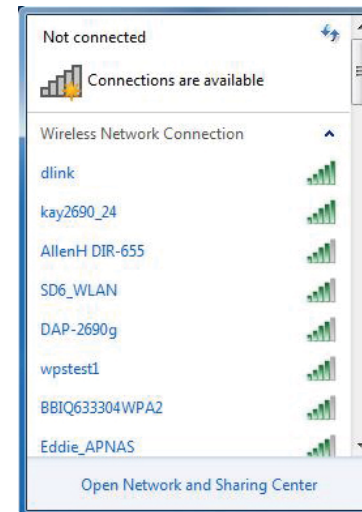 Not connected
Connections are available
Wireless Network Connection
dlink
kay2690_24
AllenH DIR-655
SD6_WLAN
DAP-2690g
wpstest1
BBIQ633304WPA2
Eddie_APNAS
Open Network and Sharing Center